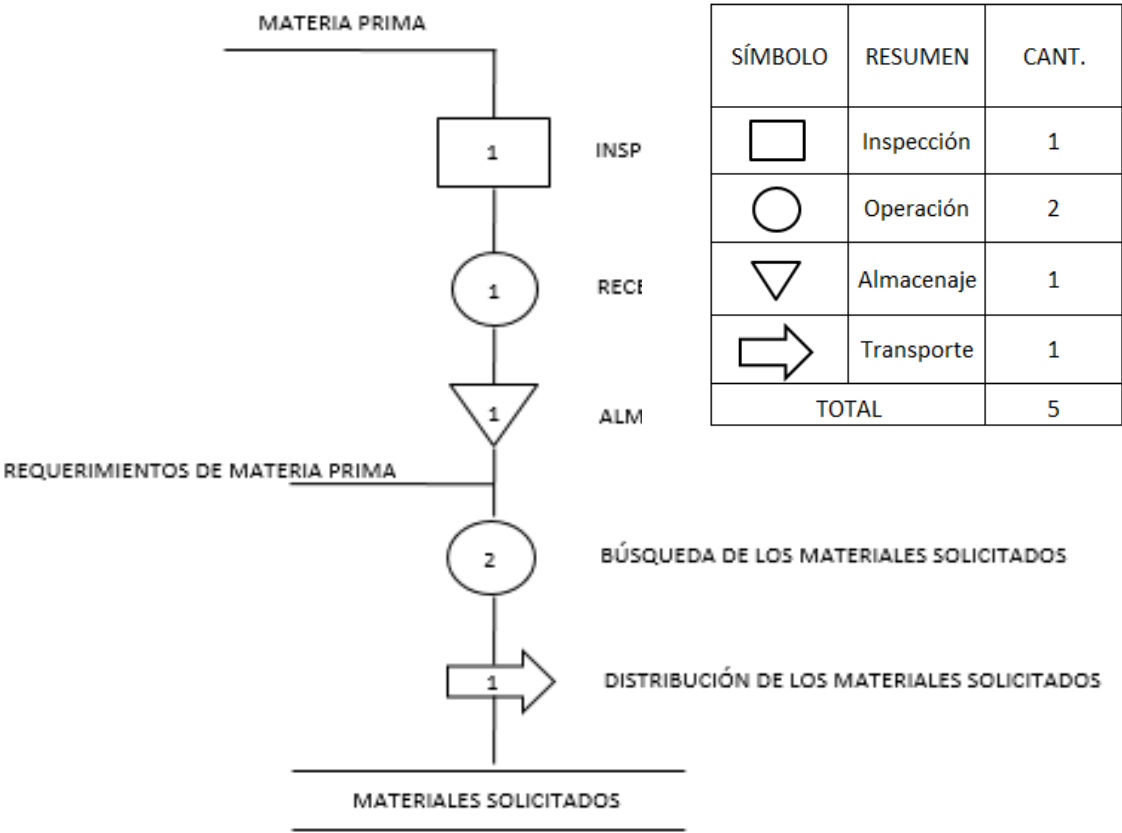 MATERIA PRIMA
1
INSP
1
RECE
1
ALM
REQUERIMIENTOS DE MATERIA PRIMA
2
BÚSQUEDA DE LOS MATERIALES SOLICITADOS
1
DISTRIBUCIÓN DE LOS MATERIALES SOLICITADOS
MATERIALES SOLICITADOS
SÍMBOLO RESUMEN CANT.
Inspección 1
Operación 2
Almacenaje 1
Transporte 1
TOTAL 5